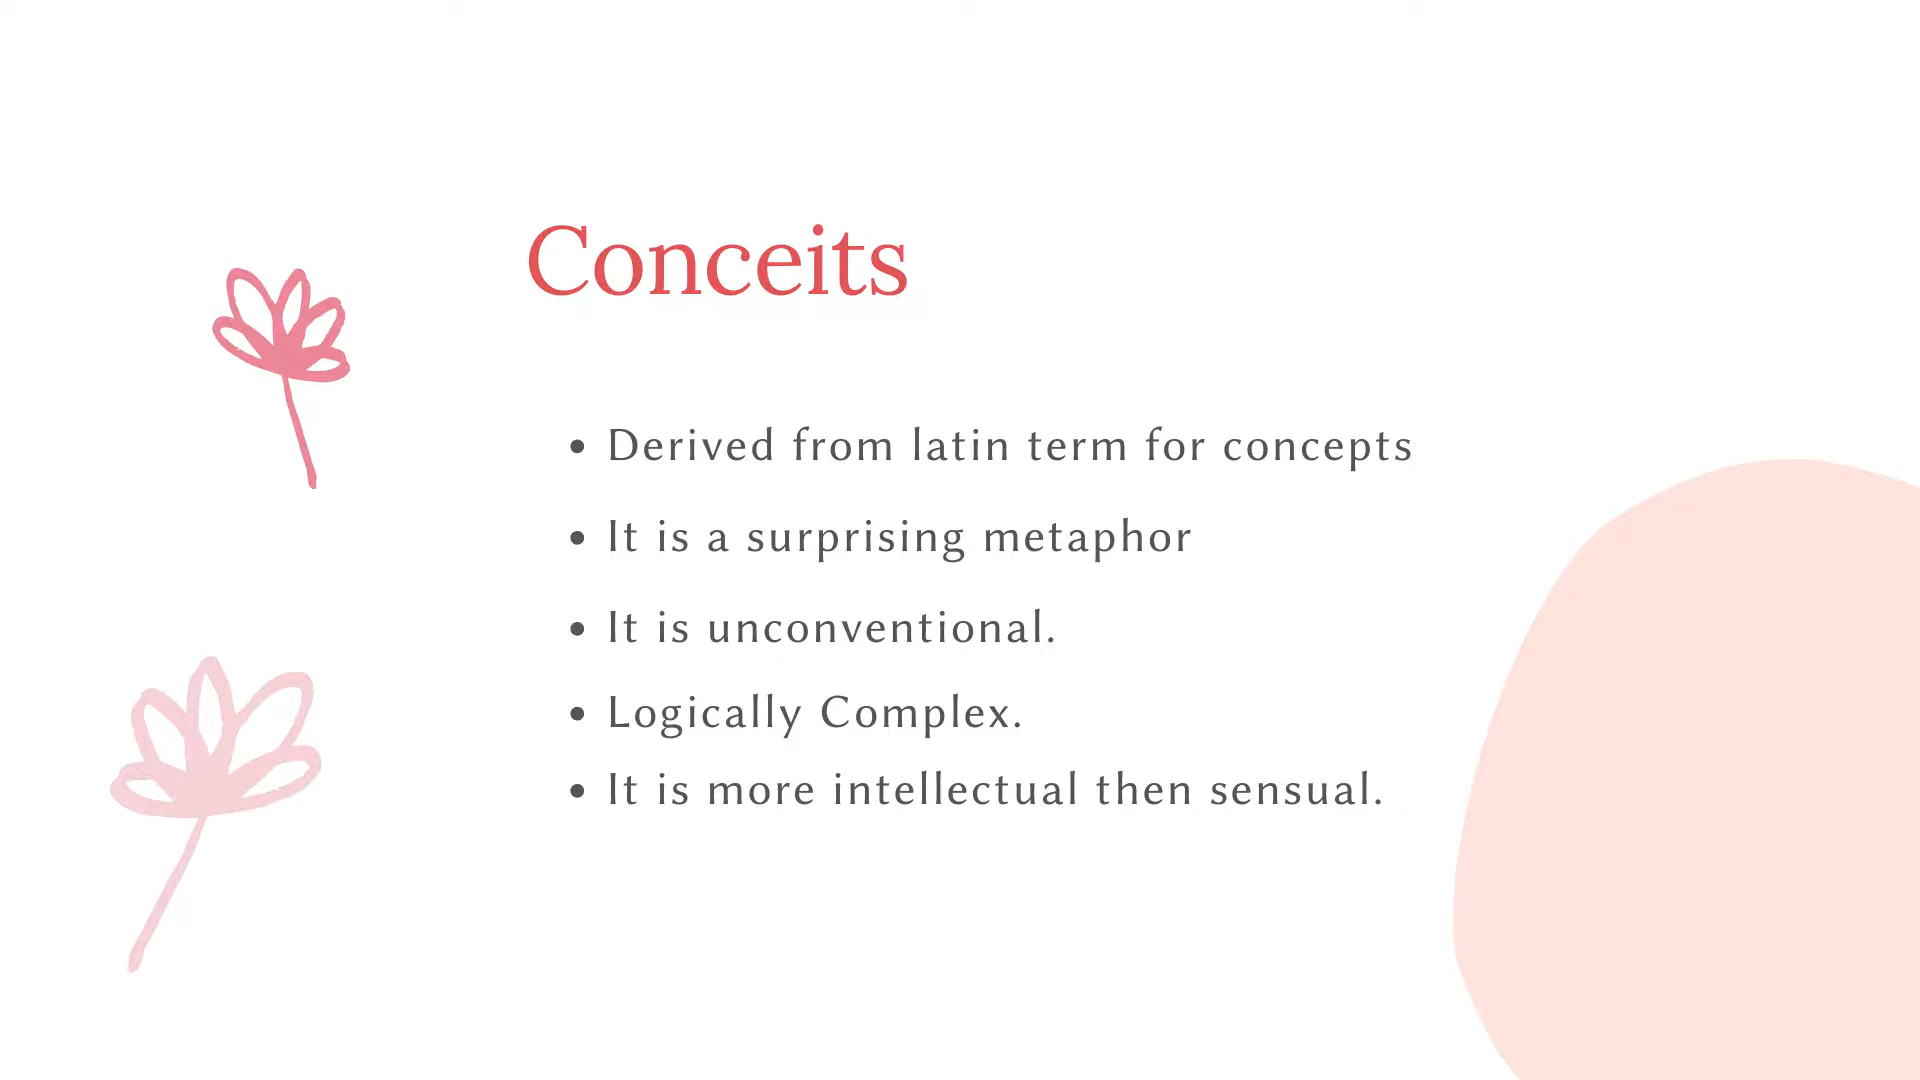 Conceits
• Derived from latin term for concepts
• It is a surprising metaphor
• It is unconventional.
• Logically Complex.
• It is more intellectual then sensual.